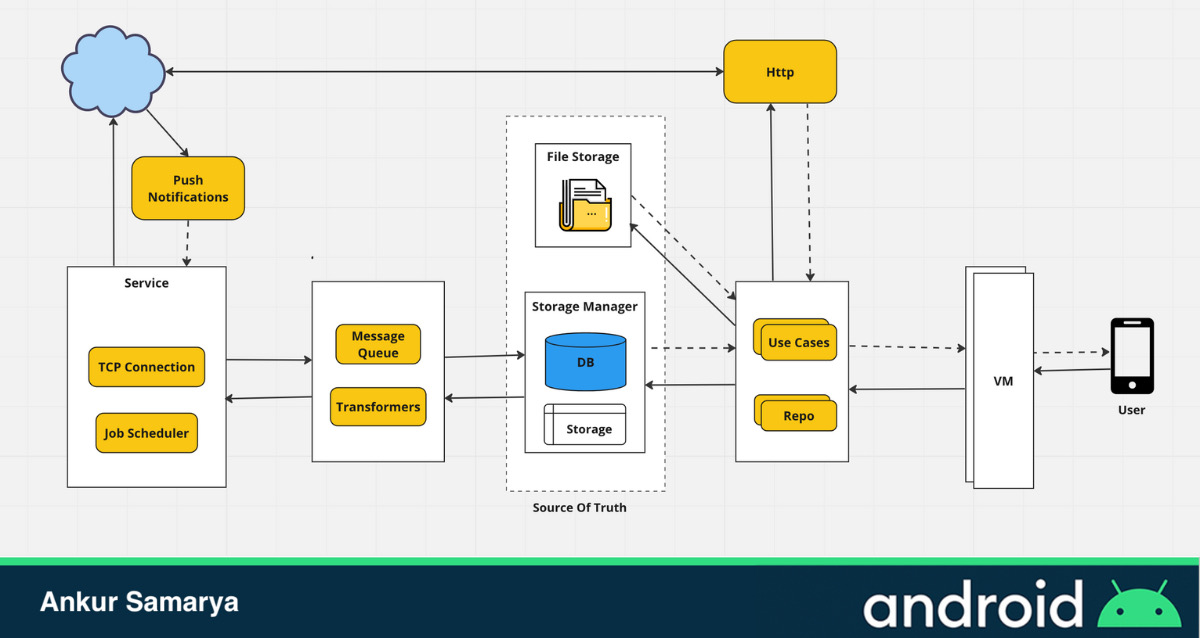 Http
Push
Notifications
File Storage
Service
Storage Manager
Message
Queue
DB
Use Cases
TCP Connection
VM
Transformers
Repo
User
Job Scheduler
Storage
Source Of Truth
Ankur Samarya
android